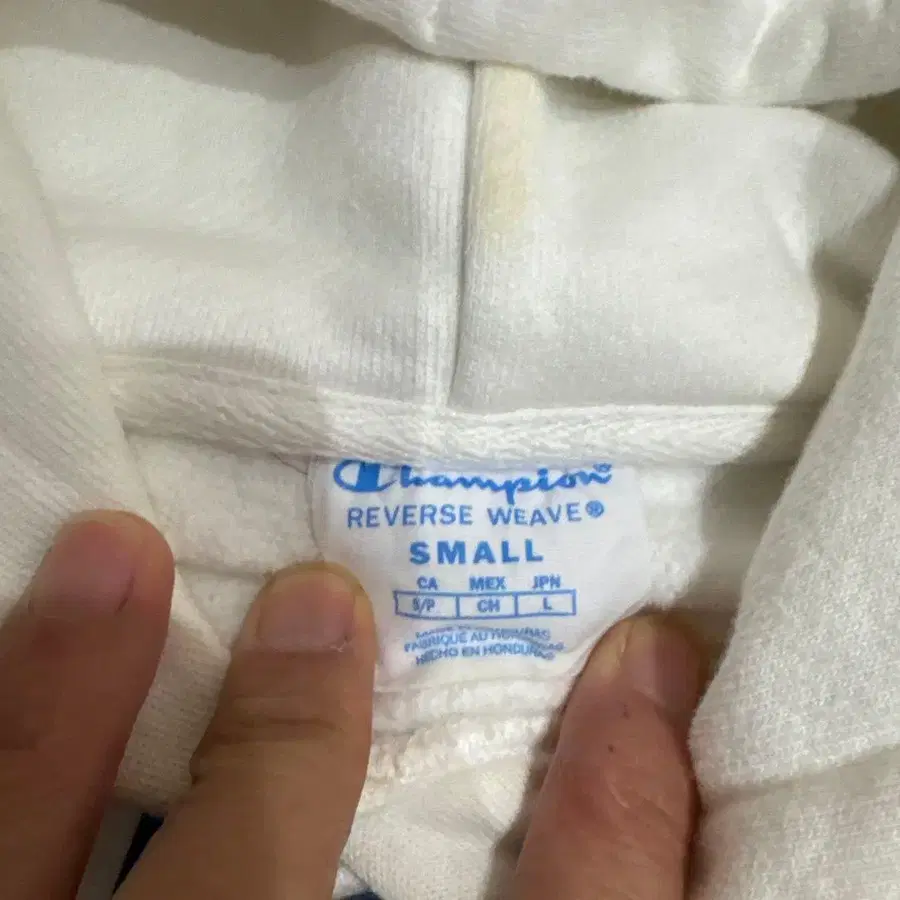 Champion®
REVERSE WEAVE®
SMALL
CA MEX JPN
S/P CH L
FABRIQUÉ AU HONDURAS
HECHO EN HONDURAS